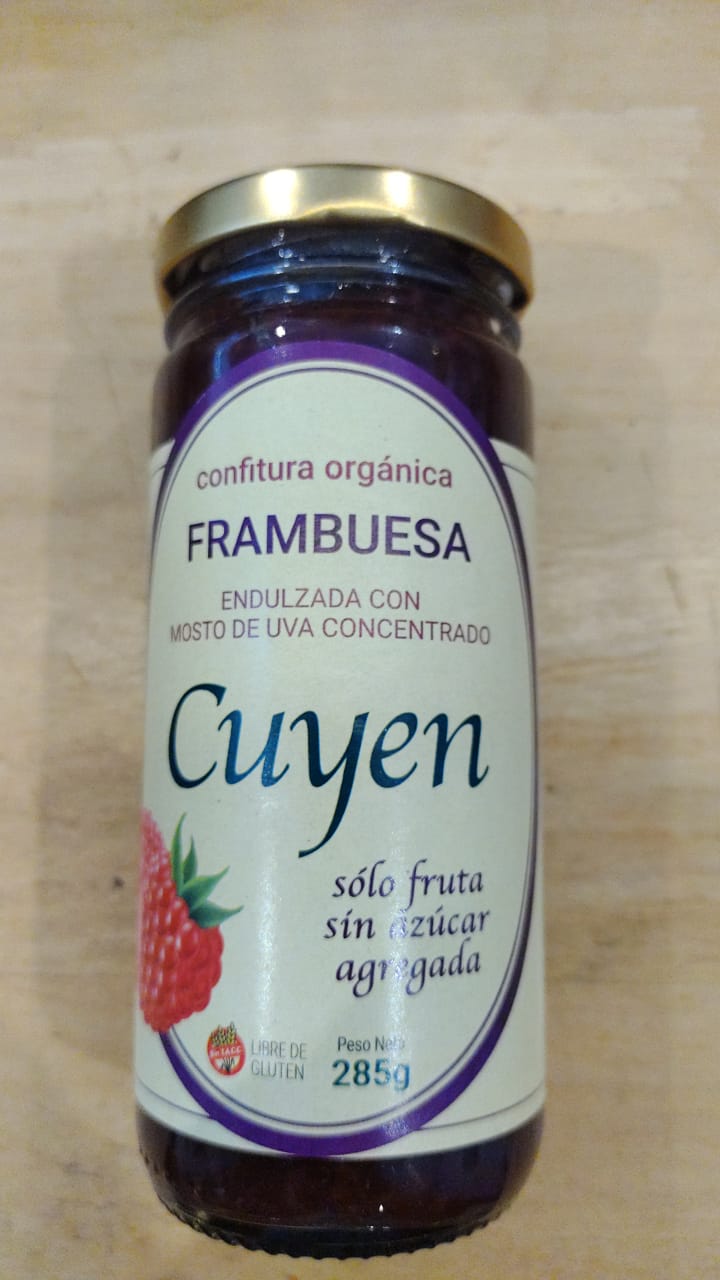 confitura orgánica
FRAMBUESA
ENDULZADA CON
MOSTO DE UVA CONCENTRADO
Cuyen
sólo fruta
sin azúcar
agregada
Sin T.A.C.C.
LIBRE DE
GLUTEN
Peso Neto
285g